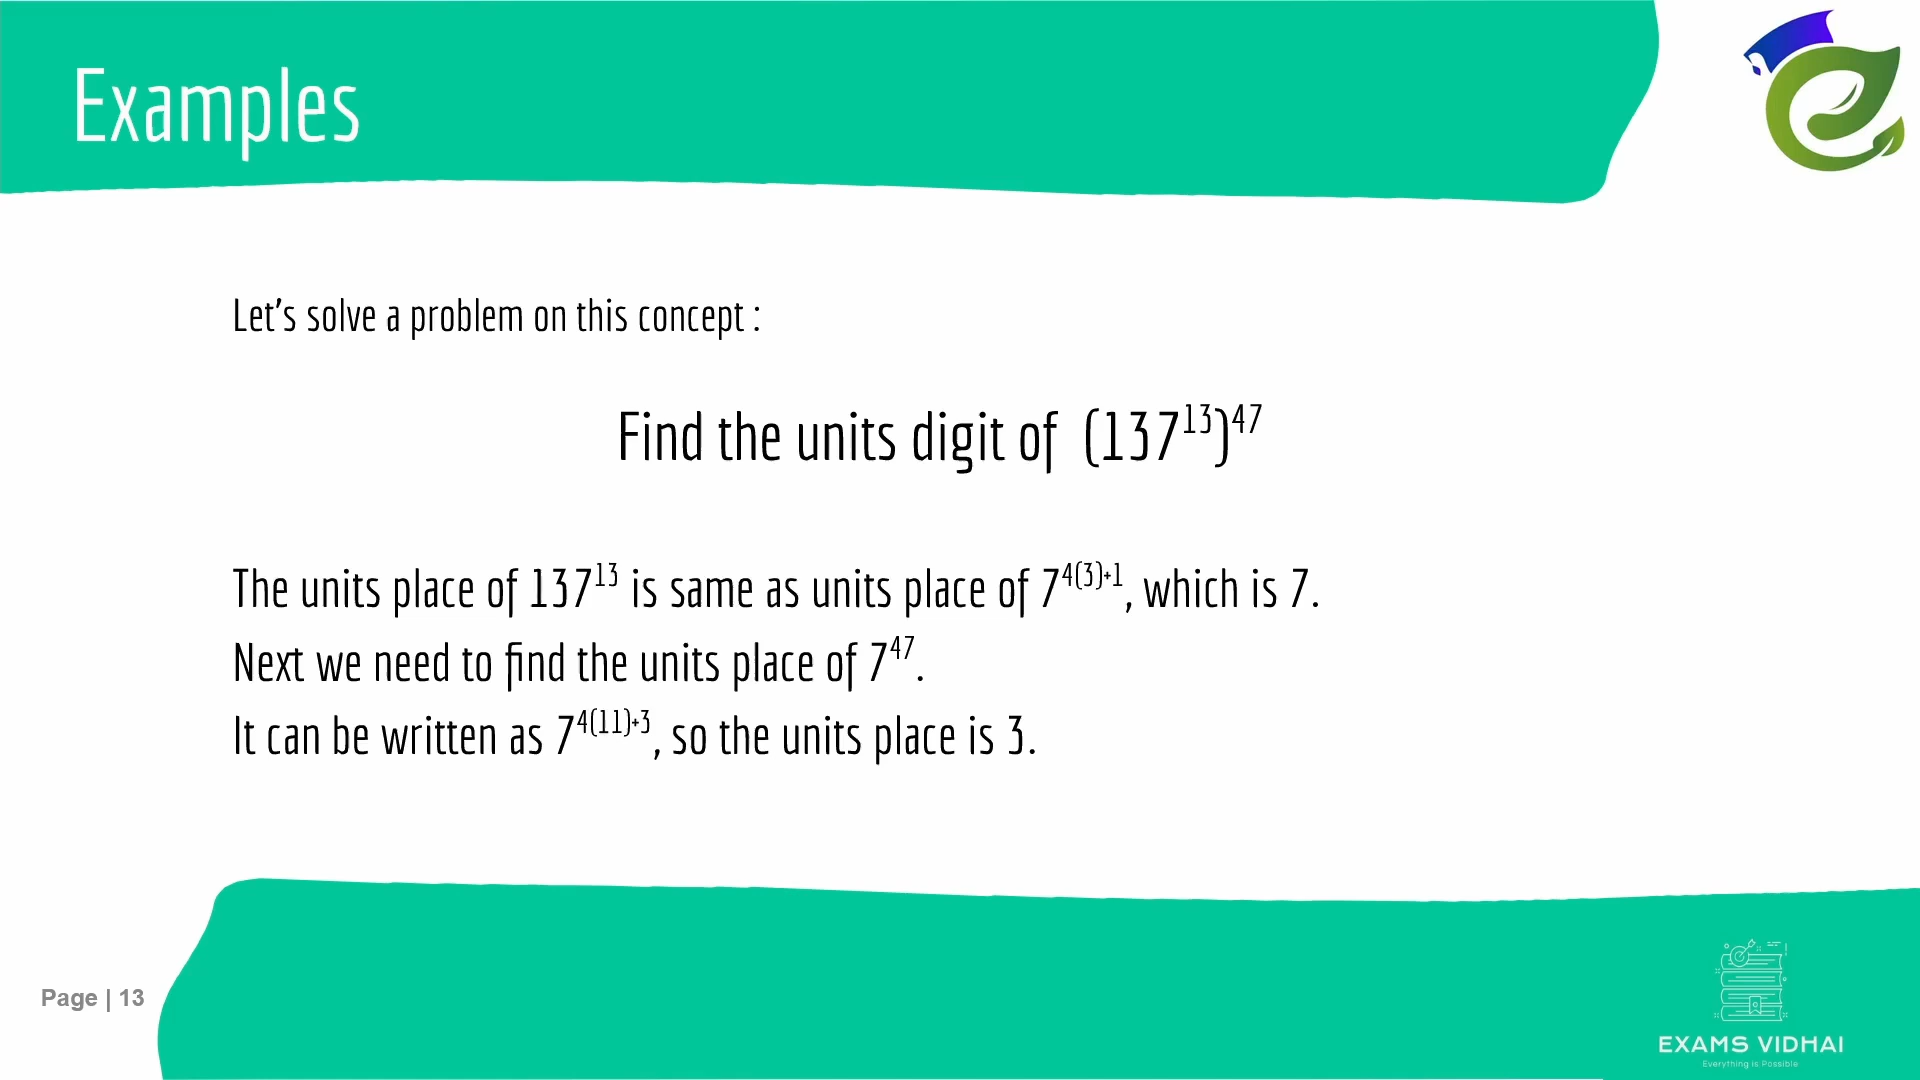 Examples
Let's solve a problem on this concept :
Find the units digit of (137¹³)⁴⁷
The units place of 137¹³ is same as units place of 7⁴⁽³⁾⁺¹, which is 7.
Next we need to find the units place of 7⁴⁷.
It can be written as 7⁴⁽¹¹⁾⁺³, so the units place is 3.
Page | 13
EXAMS VIDHAI
Everything is Possible